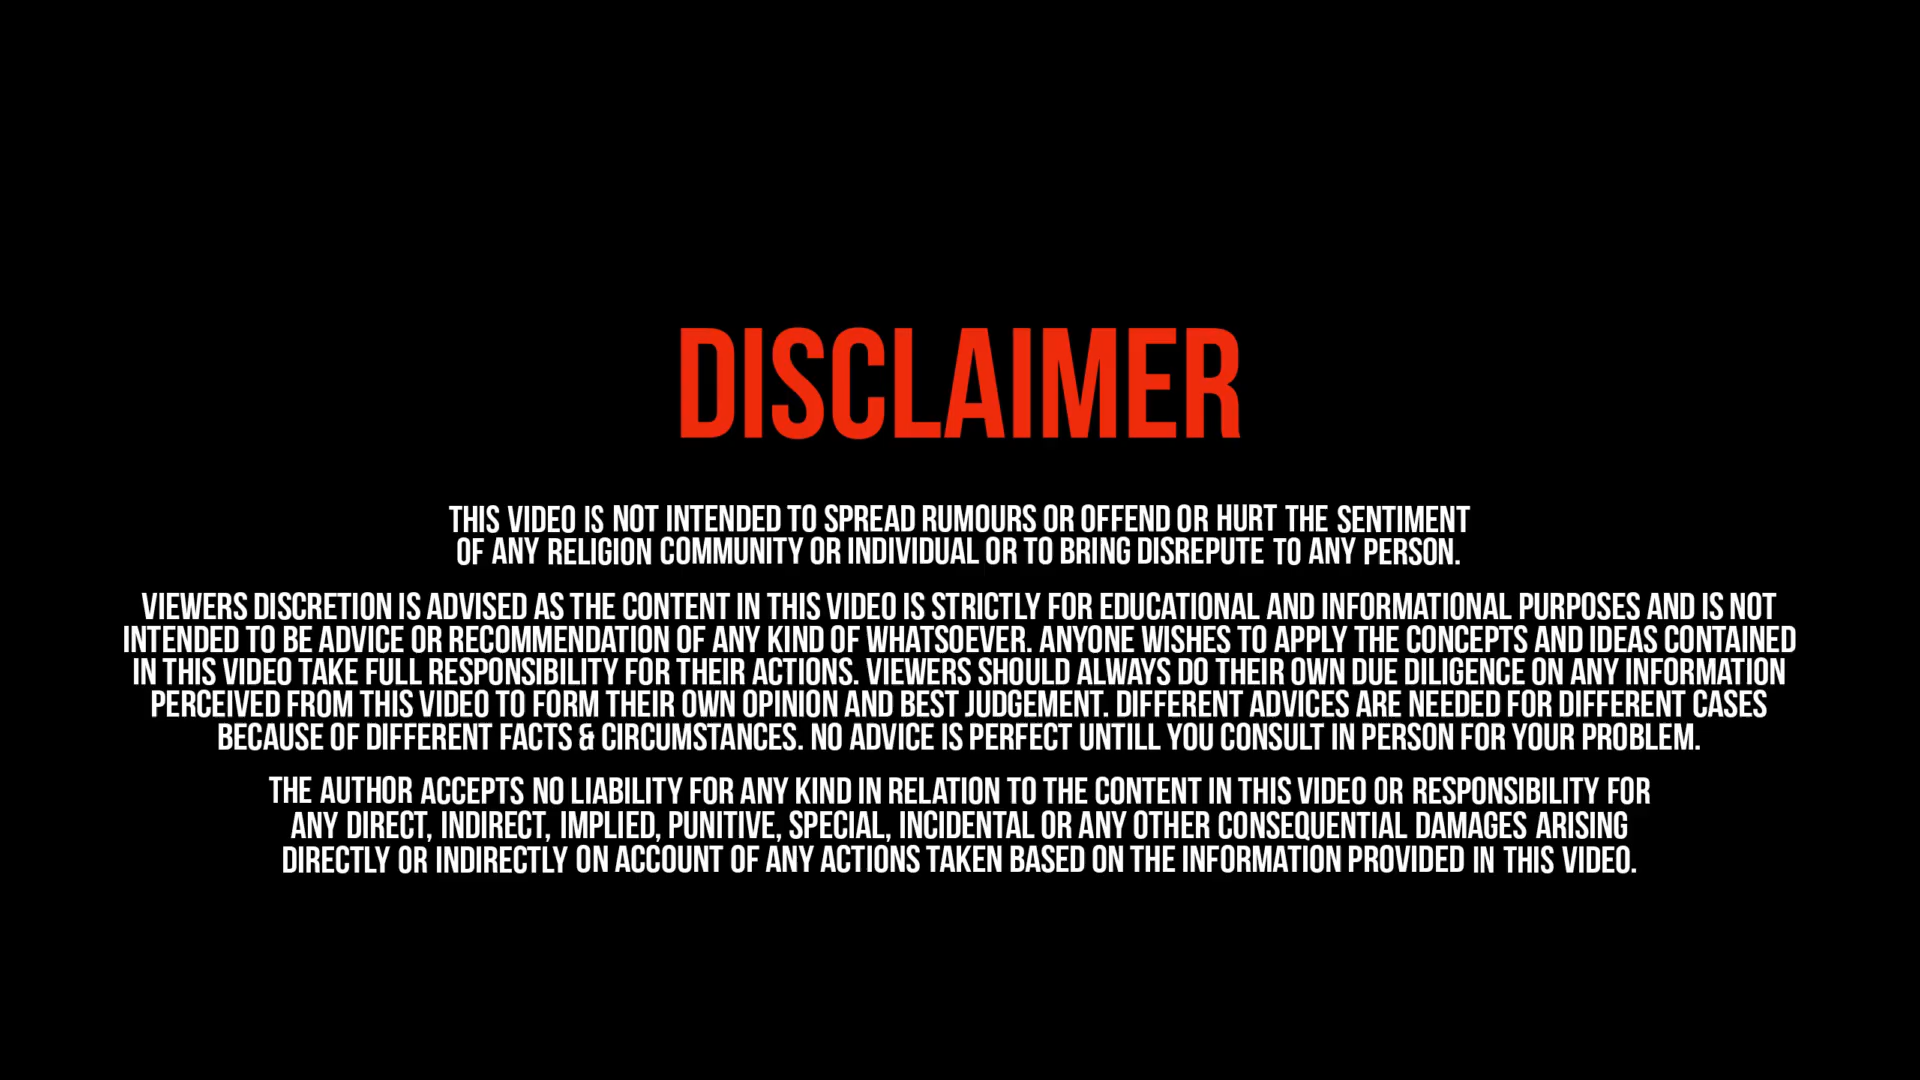 DISCLAIMER
THIS VIDEO IS NOT INTENDED TO SPREAD RUMOURS OR OFFEND OR HURT THE SENTIMENT
OF ANY RELIGION COMMUNITY OR INDIVIDUAL OR TO BRING DISREPUTE TO ANY PERSON.
VIEWERS DISCRETION IS ADVISED AS THE CONTENT IN THIS VIDEO IS STRICTLY FOR EDUCATIONAL AND INFORMATIONAL PURPOSES AND IS NOT
INTENDED TO BE ADVICE OR RECOMMENDATION OF ANY KIND OF WHATSOEVER. ANYONE WISHES TO APPLY THE CONCEPTS AND IDEAS CONTAINED
IN THIS VIDEO TAKE FULL RESPONSIBILITY FOR THEIR ACTIONS. VIEWERS SHOULD ALWAYS DO THEIR OWN DUE DILIGENCE ON ANY INFORMATION
PERCEIVED FROM THIS VIDEO TO FORM THEIR OWN OPINION AND BEST JUDGEMENT. DIFFERENT ADVICES ARE NEEDED FOR DIFFERENT CASES
BECAUSE OF DIFFERENT FACTS & CIRCUMSTANCES. NO ADVICE IS PERFECT UNTILL YOU CONSULT IN PERSON FOR YOUR PROBLEM.
THE AUTHOR ACCEPTS NO LIABILITY FOR ANY KIND IN RELATION TO THE CONTENT IN THIS VIDEO OR RESPONSIBILITY FOR
ANY DIRECT, INDIRECT, IMPLIED, PUNITIVE, SPECIAL, INCIDENTAL OR ANY OTHER CONSEQUENTIAL DAMAGES ARISING
DIRECTLY OR INDIRECTLY ON ACCOUNT OF ANY ACTIONS TAKEN BASED ON THE INFORMATION PROVIDED IN THIS VIDEO.